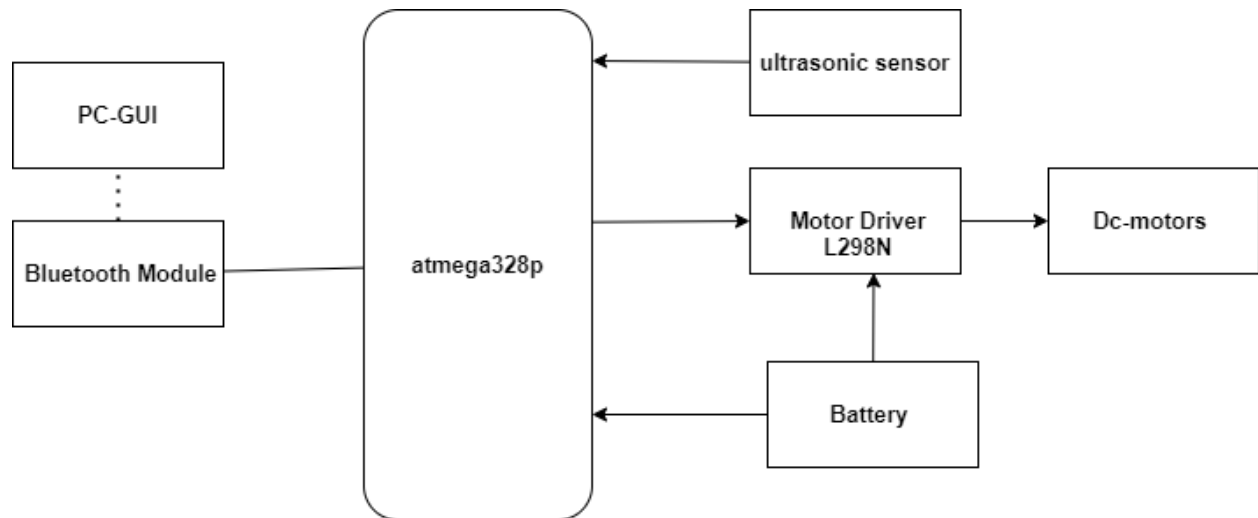 ultrasonic sensor
PC-GUI
Motor Driver
L298N
Dc-motors
Bluetooth Module
atmega328p
Battery